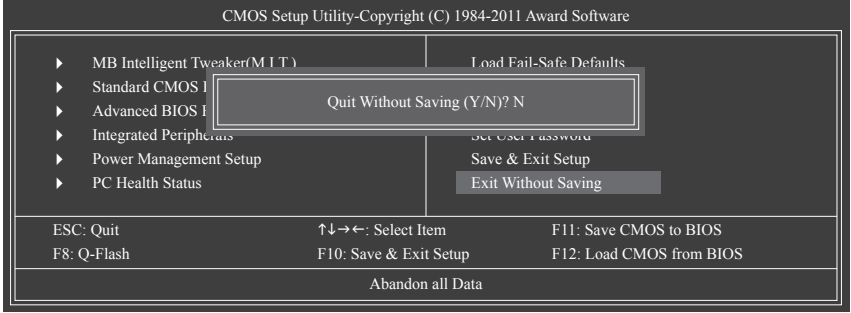 CMOS Setup Utility-Copyright (C) 1984-2011 Award Software
MB Intelligent Tweaker(M.I.T.)
Standard CMOS
Advanced BIOS
Integrated Peripherals
Power Management Setup
PC Health Status
Load Fail-Safe Defaults
Set User Password
Save & Exit Setup
Exit Without Saving
Quit Without Saving (Y/N)? N
ESC: Quit
↑↓→←: Select Item
F11: Save CMOS to BIOS
F8: Q-Flash
F10: Save & Exit Setup
F12: Load CMOS from BIOS
Abandon all Data